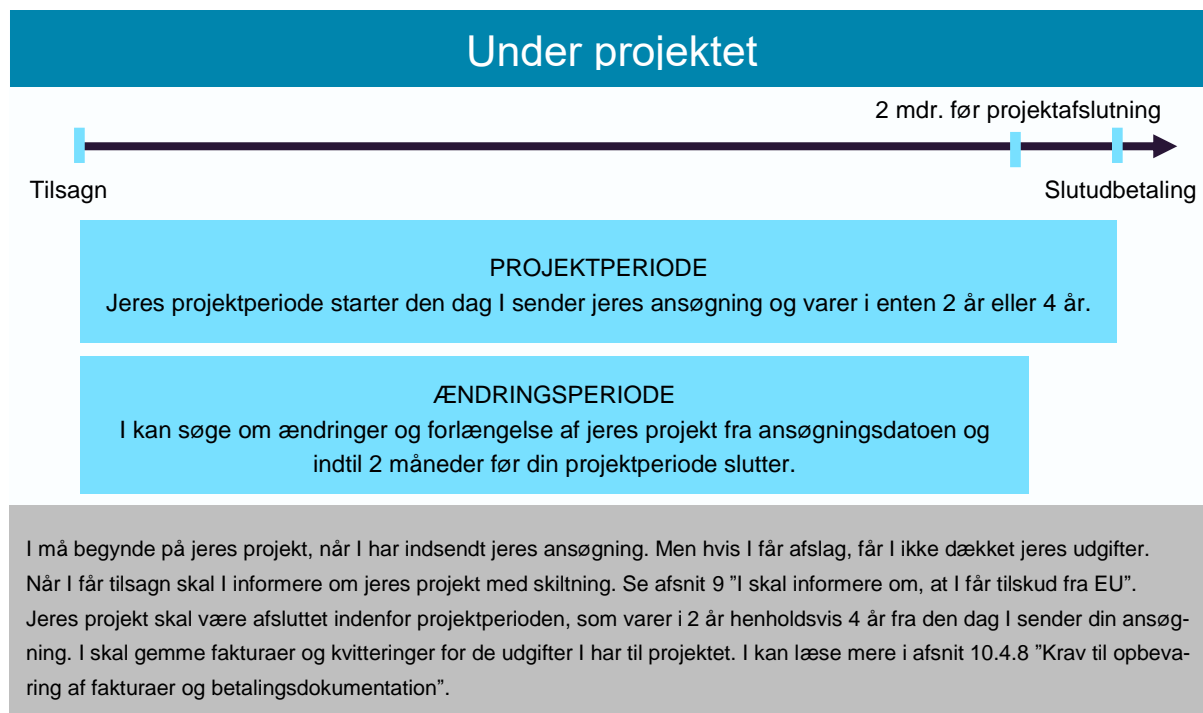 Under projektet
2 mdr. før projektafslutning
Tilsagn
Slutudbetaling
PROJEKTPERIODE
Jeres projektperiode starter den dag I sender jeres ansøgning og varer i enten 2 år eller 4 år.
ÆNDRINGSPERIODE
I kan søge om ændringer og forlængelse af jeres projekt fra ansøgningsdatoen og
indtil 2 måneder før din projektperiode slutter.
I må begynde på jeres projekt, når I har indsendt jeres ansøgning. Men hvis I får afslag, får I ikke dækket jeres udgifter.
Når I får tilsagn skal I informere om jeres projekt med skiltning. Se afsnit 9 ”I skal informere om, at I får tilskud fra EU”.
Jeres projekt skal være afsluttet indenfor projektperioden, som varer i 2 år henholdsvis 4 år fra den dag I sender din ansøg-
ning. I skal gemme fakturaer og kvitteringer for de udgifter I har til projektet. I kan læse mere i afsnit 10.4.8 ”Krav til opbeva-
ring af fakturaer og betalingsdokumentation”.